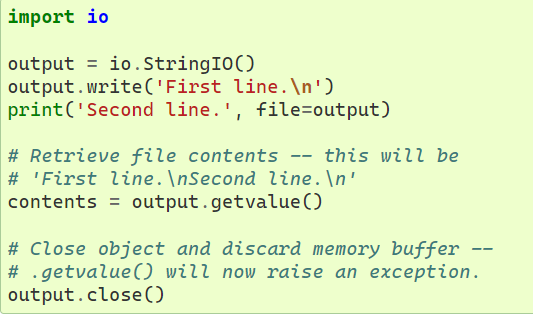 import io
output = io.StringIO()
output.write('First line.\n')
print('Second line.', file=output)
# Retrieve file contents -- this will be
# 'First line.\nSecond line.\n'
contents = output.getvalue()
# Close object and discard memory buffer --
# .getvalue() will now raise an exception.
output.close()